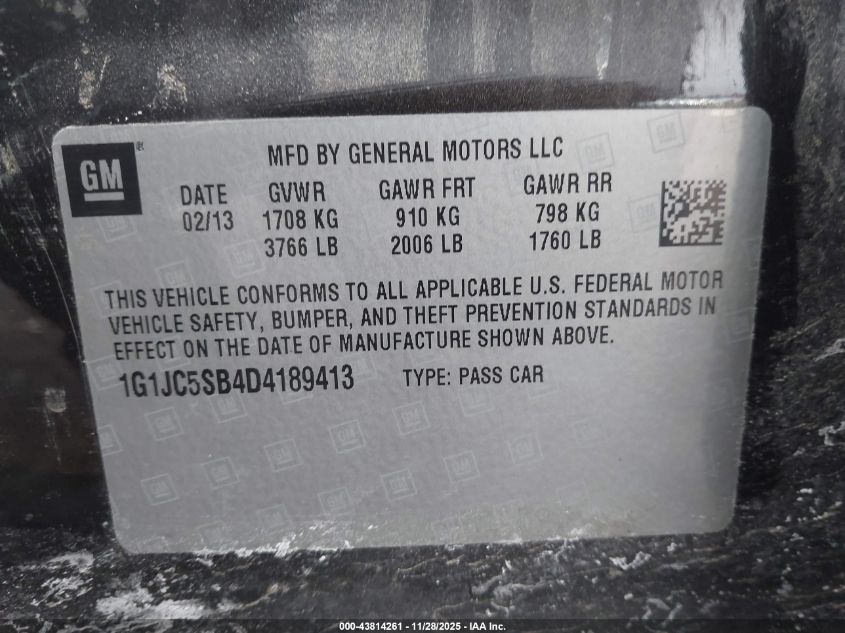 GM
MFD BY GENERAL MOTORS LLC
DATE GVWR GAWR FRT GAWR RR
02/13 1708 KG 910 KG 798 KG
3766 LB 2006 LB 1760 LB
THIS VEHICLE CONFORMS TO ALL APPLICABLE U.S. FEDERAL MOTOR
VEHICLE SAFETY, BUMPER, AND THEFT PREVENTION STANDARDS IN
EFFECT ON THE DATE OF MANUFACTURE SHOWN ABOVE.
1G1JC5SB4D4189413 TYPE: PASS CAR
000-43814261 - 11/28/2025 - IAA Inc.